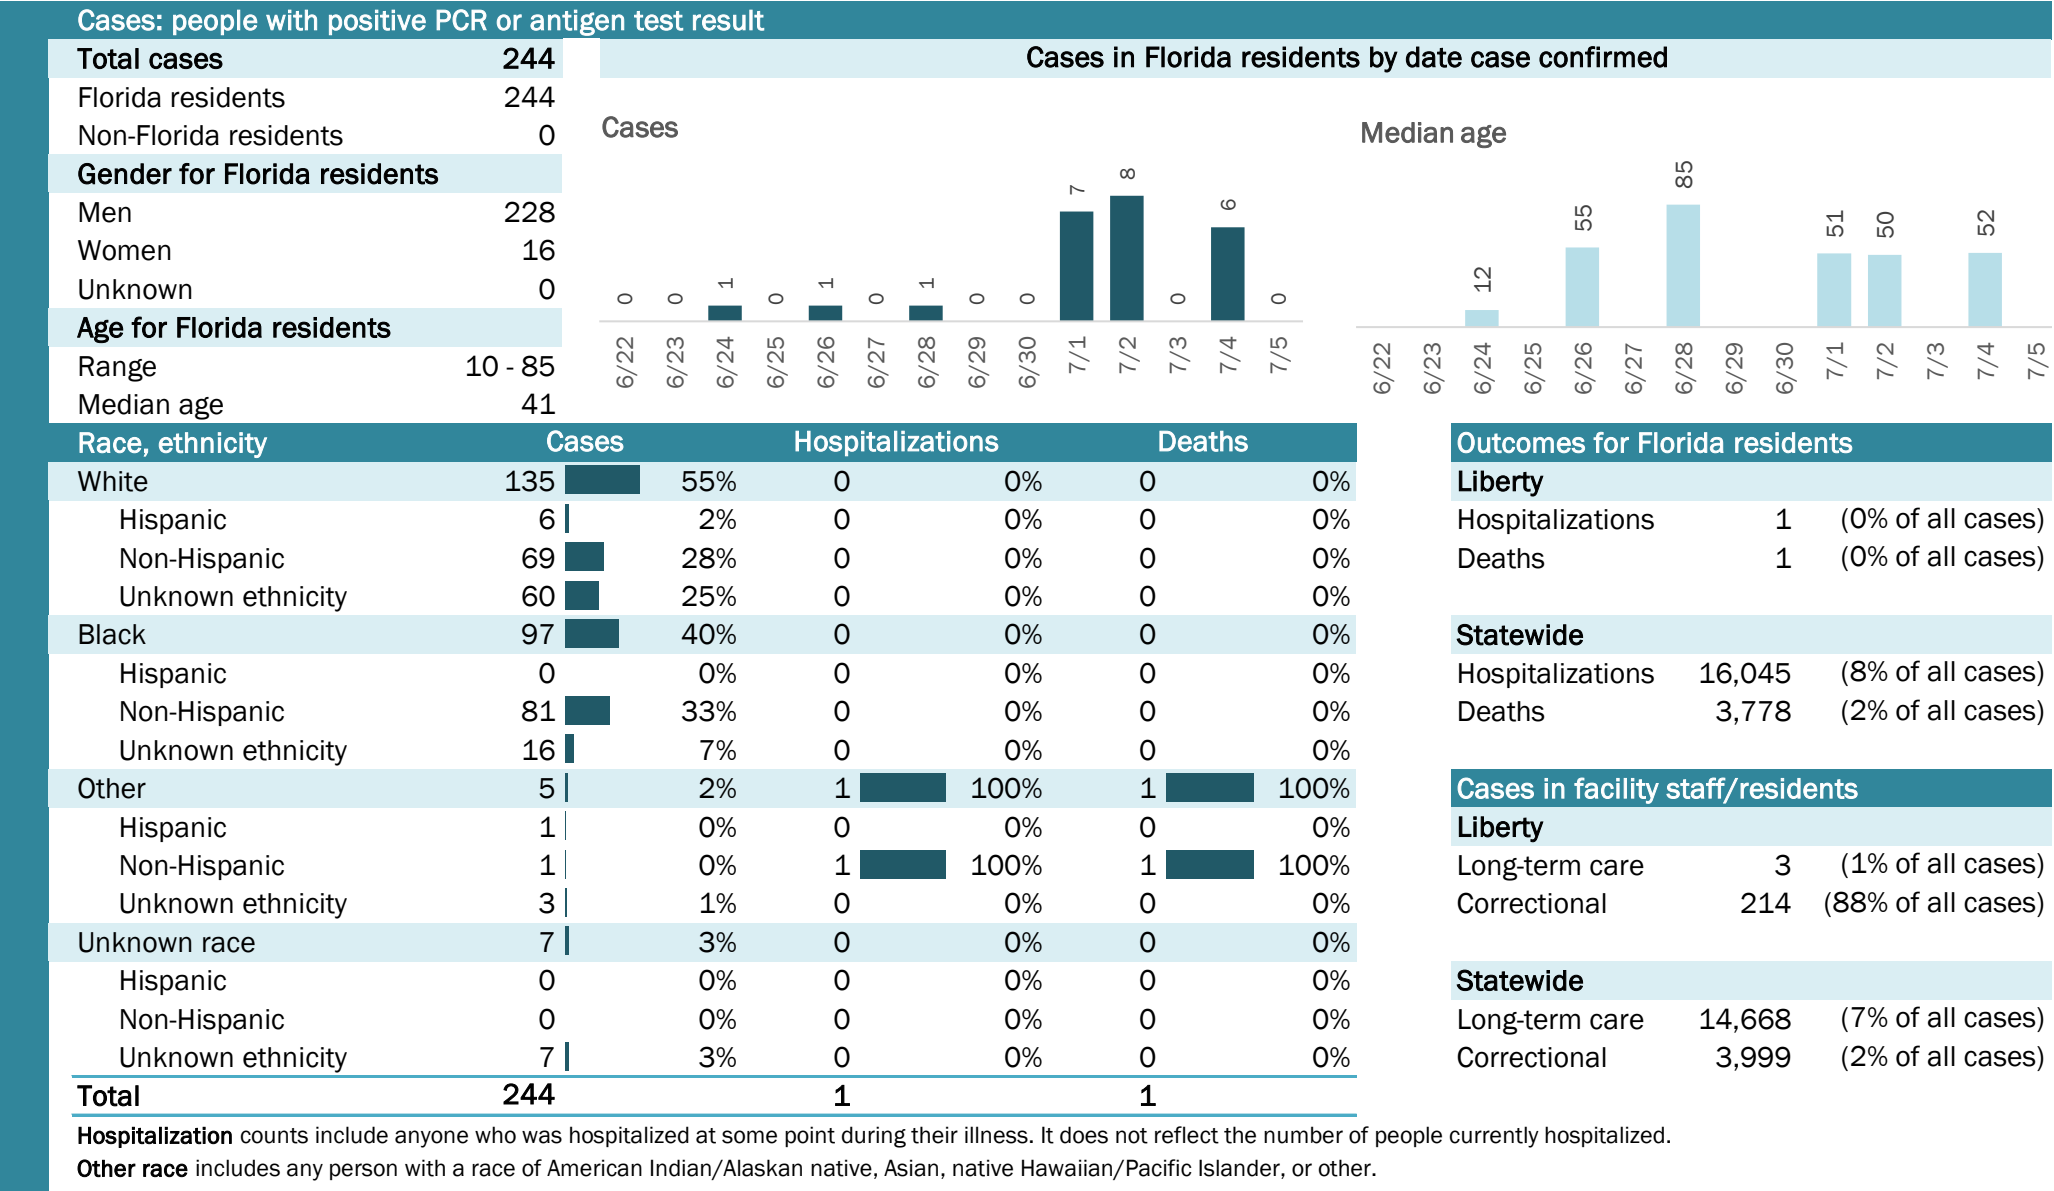 Cases: people with positive PCR or antigen test result
Total cases 244
Florida residents 244
Non-Florida residents 0
Gender for Florida residents
Men 228
Women 16
Unknown 0
Age for Florida residents
Range 10 - 85
Median age 41
Cases in Florida residents by date case confirmed
Cases
0 0 1 0 1 0 1 0 0 7 8 0 6 0
6/22 6/23 6/24 6/25 6/26 6/27 6/28 6/29 6/30 7/1 7/2 7/3 7/4 7/5
Median age
12 55 85 51 50 52
6/22 6/23 6/24 6/25 6/26 6/27 6/28 6/29 6/30 7/1 7/2 7/3 7/4 7/5
Race, ethnicity Cases Hospitalizations Deaths
White 135 55% 0 0% 0 0%
Hispanic 6 2% 0 0% 0 0%
Non-Hispanic 69 28% 0 0% 0 0%
Unknown ethnicity 60 25% 0 0% 0 0%
Black 97 40% 0 0% 0 0%
Hispanic 0 0% 0 0% 0 0%
Non-Hispanic 81 33% 0 0% 0 0%
Unknown ethnicity 16 7% 0 0% 0 0%
Other 5 2% 1 100% 1 100%
Hispanic 1 0% 0 0% 0 0%
Non-Hispanic 1 0% 1 100% 1 100%
Unknown ethnicity 3 1% 0 0% 0 0%
Unknown race 7 3% 0 0% 0 0%
Hispanic 0 0% 0 0% 0 0%
Non-Hispanic 0 0% 0 0% 0 0%
Unknown ethnicity 7 3% 0 0% 0 0%
Total 244 1 1
Outcomes for Florida residents
Liberty
Hospitalizations 1 (0% of all cases)
Deaths 1 (0% of all cases)
Statewide
Hospitalizations 16,045 (8% of all cases)
Deaths 3,778 (2% of all cases)
Cases in facility staff/residents
Liberty
Long-term care 3 (1% of all cases)
Correctional 214 (88% of all cases)
Statewide
Long-term care 14,668 (7% of all cases)
Correctional 3,999 (2% of all cases)
Hospitalization counts include anyone who was hospitalized at some point during their illness. It does not reflect the number of people currently hospitalized.
Other race includes any person with a race of American Indian/Alaskan native, Asian, native Hawaiian/Pacific Islander, or other.